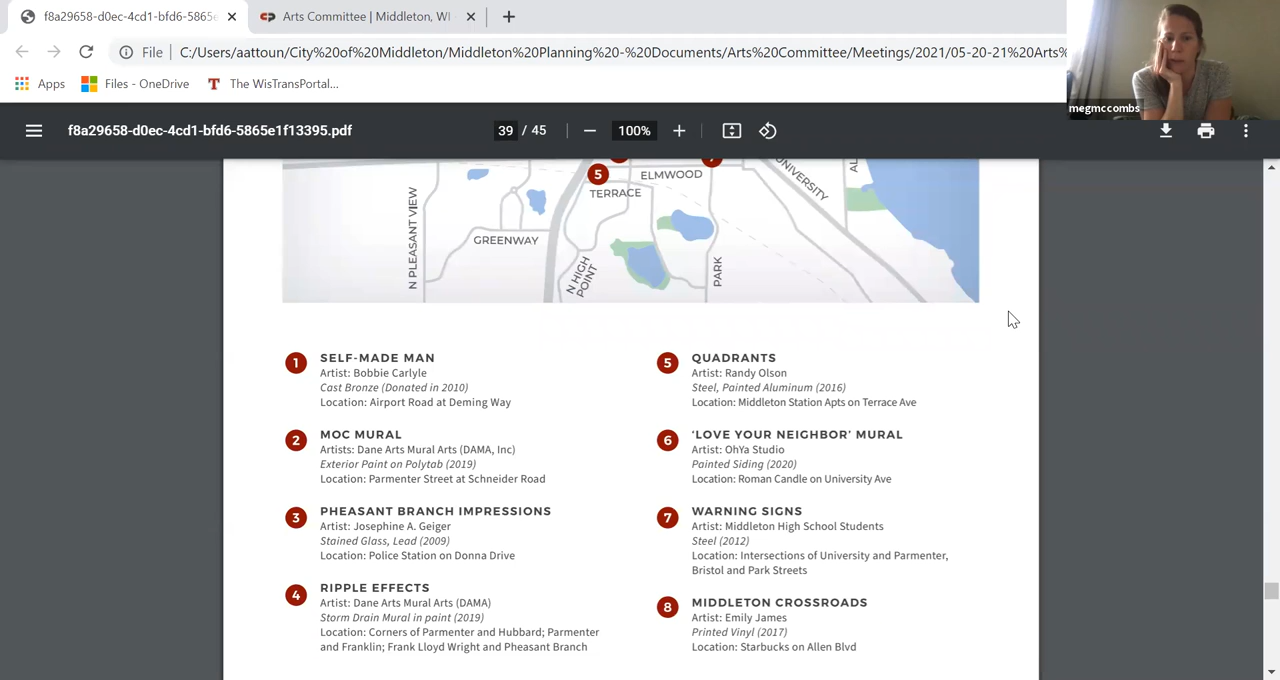 f8a29658-d0ec-4cd1-bfd6-5865e
Arts Committee | Middleton, WI
File
C:/Users/aattoun/City%20of%20Middleton/Middleton%20Planning%20-%20Documents/Arts%20Committee/Meetings/2021/05-20-21%20Arts%
Apps
Files - OneDrive
The WisTransPortal...
megmccombs
f8a29658-d0ec-4cd1-bfd6-5865e1f13395.pdf
39 / 45
100%
5
7
ELMWOOD
TERRACE
UNIVERSITY
AL
N PLEASANT VIEW
GREENWAY
N HIGH
POINT
PARK
1
SELF-MADE MAN
Artist: Bobbie Carlyle
Cast Bronze (Donated in 2010)
Location: Airport Road at Deming Way
2
MOC MURAL
Artists: Dane Arts Mural Arts (DAMA, Inc)
Exterior Paint on Polytab (2019)
Location: Parmenter Street at Schneider Road
3
PHEASANT BRANCH IMPRESSIONS
Artist: Josephine A. Geiger
Stained Glass, Lead (2009)
Location: Police Station on Donna Drive
4
RIPPLE EFFECTS
Artist: Dane Arts Mural Arts (DAMA)
Storm Drain Mural in paint (2019)
Location: Corners of Parmenter and Hubbard; Parmenter
and Franklin; Frank Lloyd Wright and Pheasant Branch
5
QUADRANTS
Artist: Randy Olson
Steel, Painted Aluminum (2016)
Location: Middleton Station Apts on Terrace Ave
6
‘LOVE YOUR NEIGHBOR’ MURAL
Artist: OhYa Studio
Painted Siding (2020)
Location: Roman Candle on University Ave
7
WARNING SIGNS
Artist: Middleton High School Students
Steel (2012)
Location: Intersections of University and Parmenter,
Bristol and Park Streets
8
MIDDLETON CROSSROADS
Artist: Emily James
Printed Vinyl (2017)
Location: Starbucks on Allen Blvd